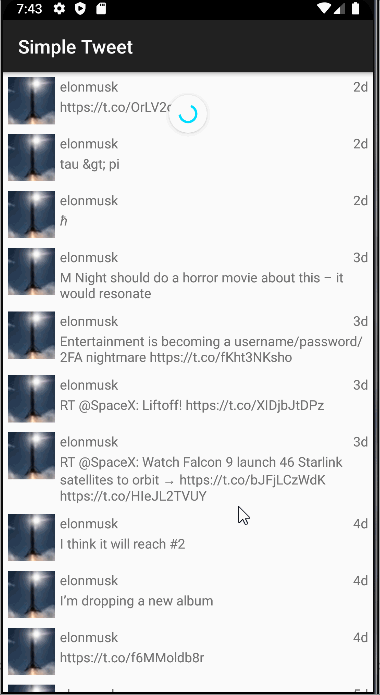 7:43
Simple Tweet
elonmusk 2d
https://t.co/OrLV2
elonmusk 2d
tau &gt; pi
elonmusk 2d
ℏ
elonmusk 3d
M Night should do a horror movie about this – it
would resonate
elonmusk 3d
Entertainment is becoming a username/password/
2FA nightmare https://t.co/fKht3NKsho
elonmusk 3d
RT @SpaceX: Liftoff! https://t.co/XIDjbJtDPz
elonmusk 3d
RT @SpaceX: Watch Falcon 9 launch 46 Starlink
satellites to orbit → https://t.co/bJFjLCzWdK
https://t.co/HIeJL2TVUY
elonmusk 4d
I think it will reach #2
elonmusk 4d
I'm dropping a new album
elonmusk 4d
https://t.co/f6MMoldb8r